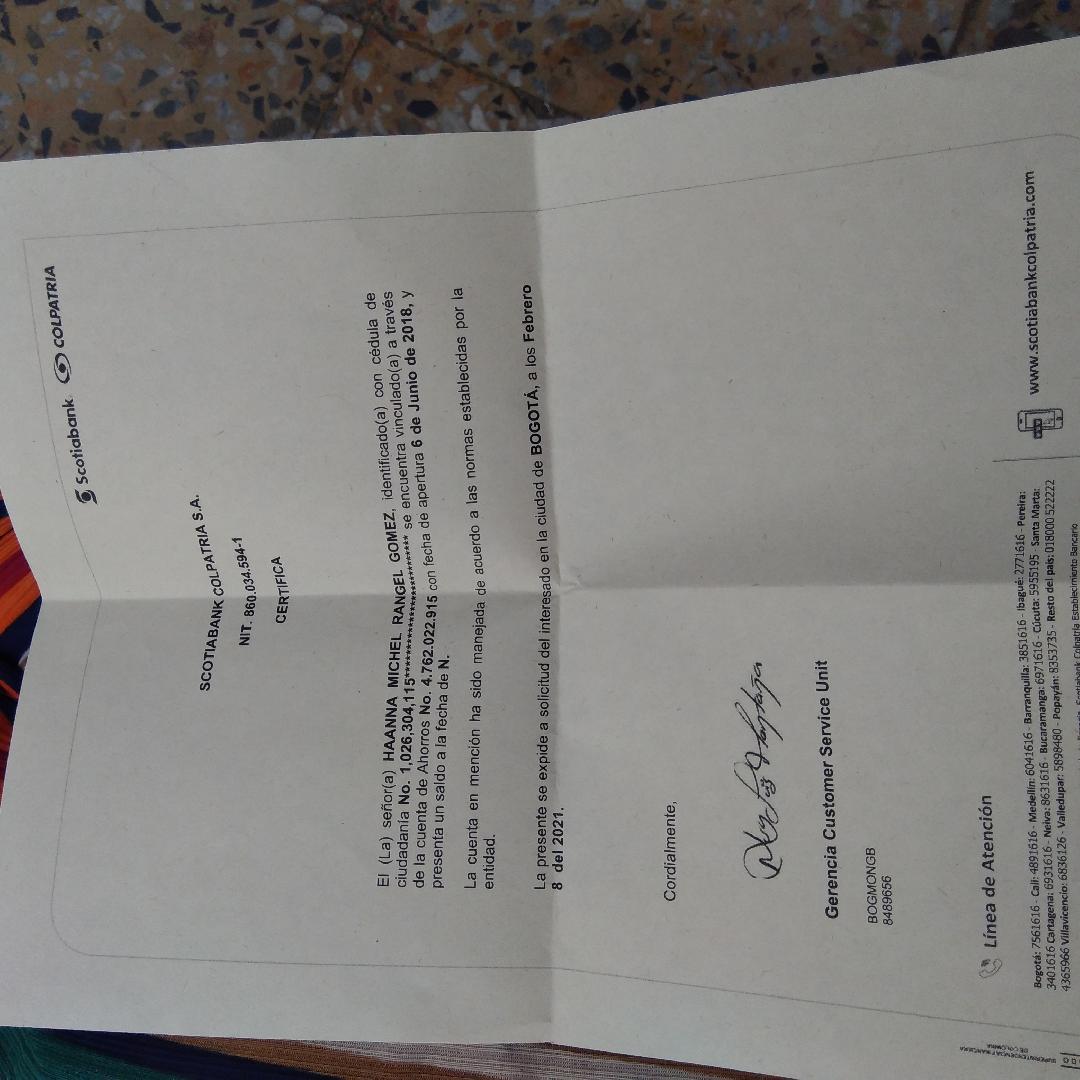 Scotiabank COLPATRIA
SCOTIABANK COLPATRIA S.A.
NIT. 860.034.594-1
CERTIFICA
El (La) señor(a) HAANNA MICHEL RANGEL GOMEZ, identificado(a) con cédula de
ciudadanía No. 1,026,304,115************************ se encuentra vinculado(a) a través
de la cuenta de Ahorros No. 4.762.022.915 con fecha de apertura 6 de Junio de 2018, y
presenta un saldo a la fecha de N.
La cuenta en mención ha sido manejada de acuerdo a las normas establecidas por la
entidad.
La presente se expide a solicitud del interesado en la ciudad de BOGOTÁ, a los Febrero
8 del 2021.
Cordialmente,
Gerencia Customer Service Unit
BOGMONGB
8489656
Línea de Atención
Bogotá: 7561616 - Cali: 4891616 - Medellín: 6041616 - Barranquilla: 3851616 - Ibagué: 2771616 - Pereira:
3401616 Cartagena: 6931616 - Neiva: 8631616 - Bucaramanga: 6971616 - Cúcuta: 5955195 - Santa Marta:
4365966 Villavicencio: 6836126 - Valledupar: 5898480 - Popayán: 8353735 - Resto del país: 018000 522222
www.scotiabankcolpatria.com
Scotiabank Colpatria Establecimiento Bancario
SUPERINTENDENCIA FINANCIERA
DE COLOMBIA